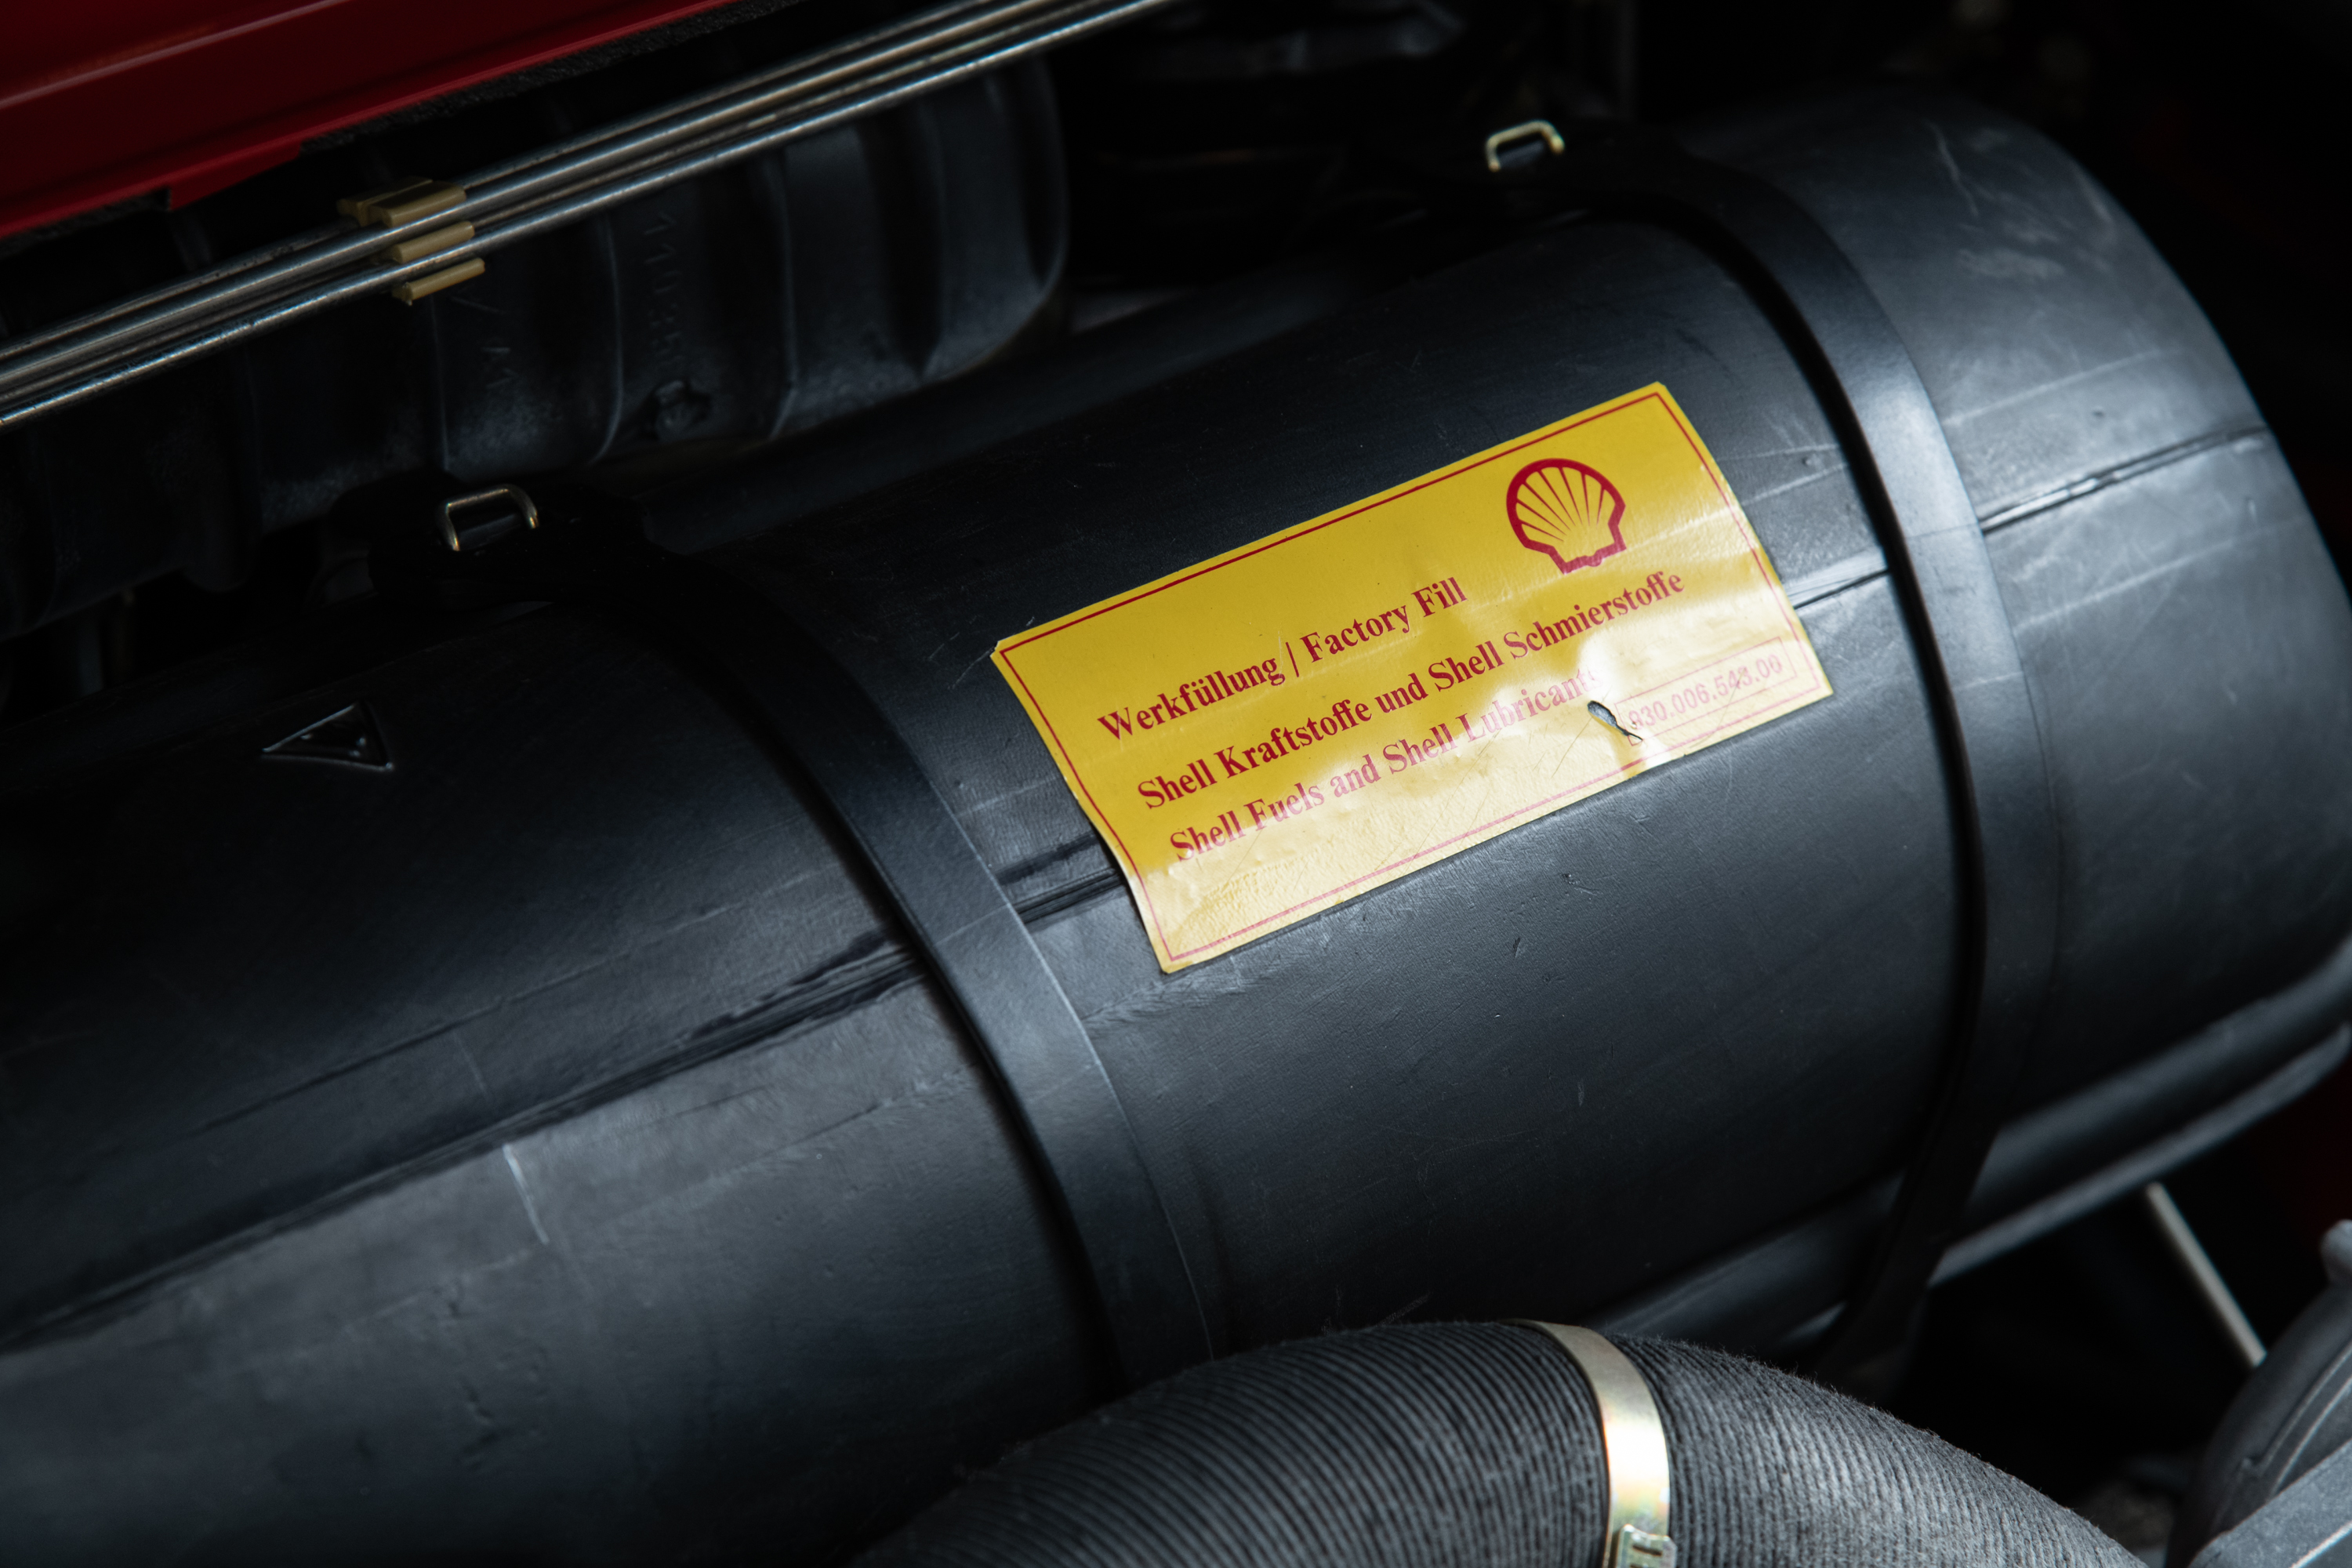 Werkfüllung / Factory Fill
Shell Kraftstoffe und Shell Schmierstoffe
Shell Fuels and Shell Lubricants
930.006.543.00